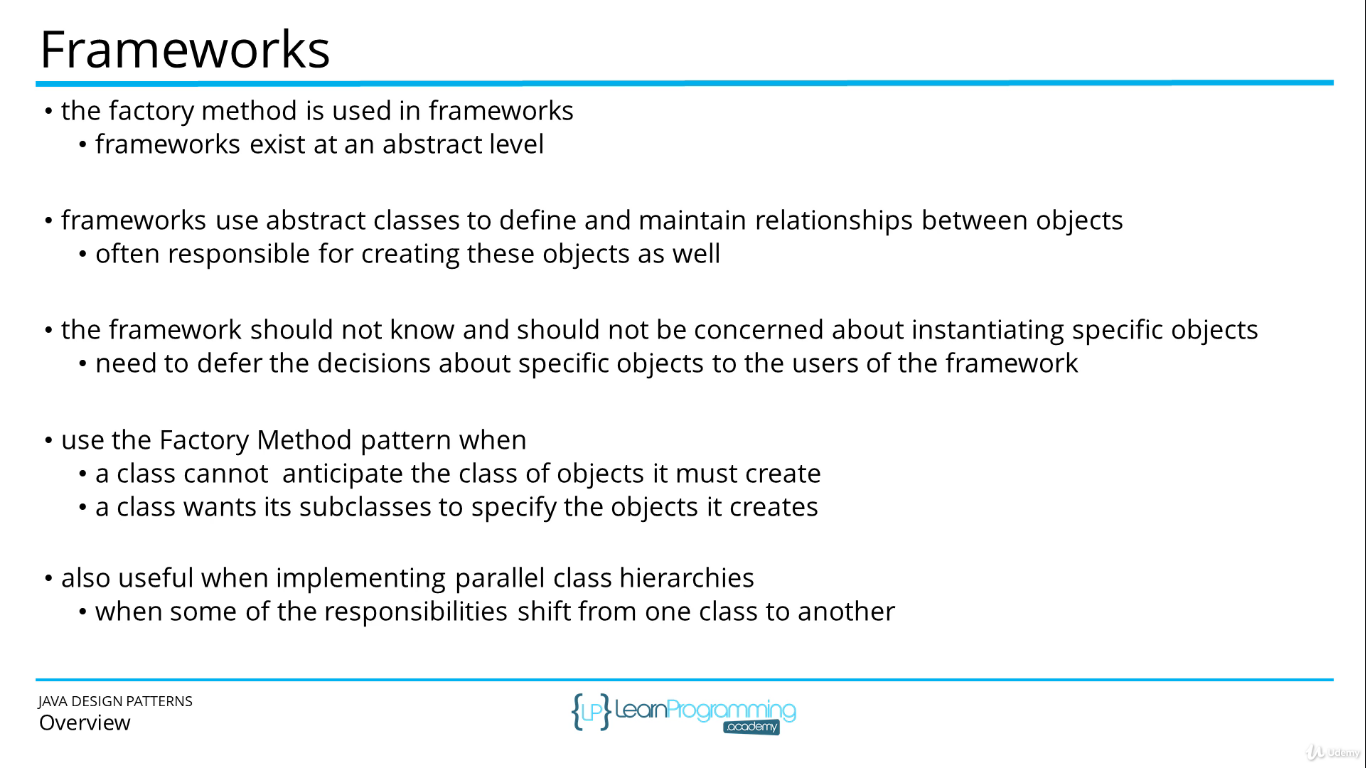 Frameworks
• the factory method is used in frameworks
• frameworks exist at an abstract level
• frameworks use abstract classes to define and maintain relationships between objects
• often responsible for creating these objects as well
• the framework should not know and should not be concerned about instantiating specific objects
• need to defer the decisions about specific objects to the users of the framework
• use the Factory Method pattern when
• a class cannot  anticipate the class of objects it must create
• a class wants its subclasses to specify the objects it creates
• also useful when implementing parallel class hierarchies
• when some of the responsibilities shift from one class to another
JAVA DESIGN PATTERNS
Overview
{LP} LearnProgramming
.academy
Udemy